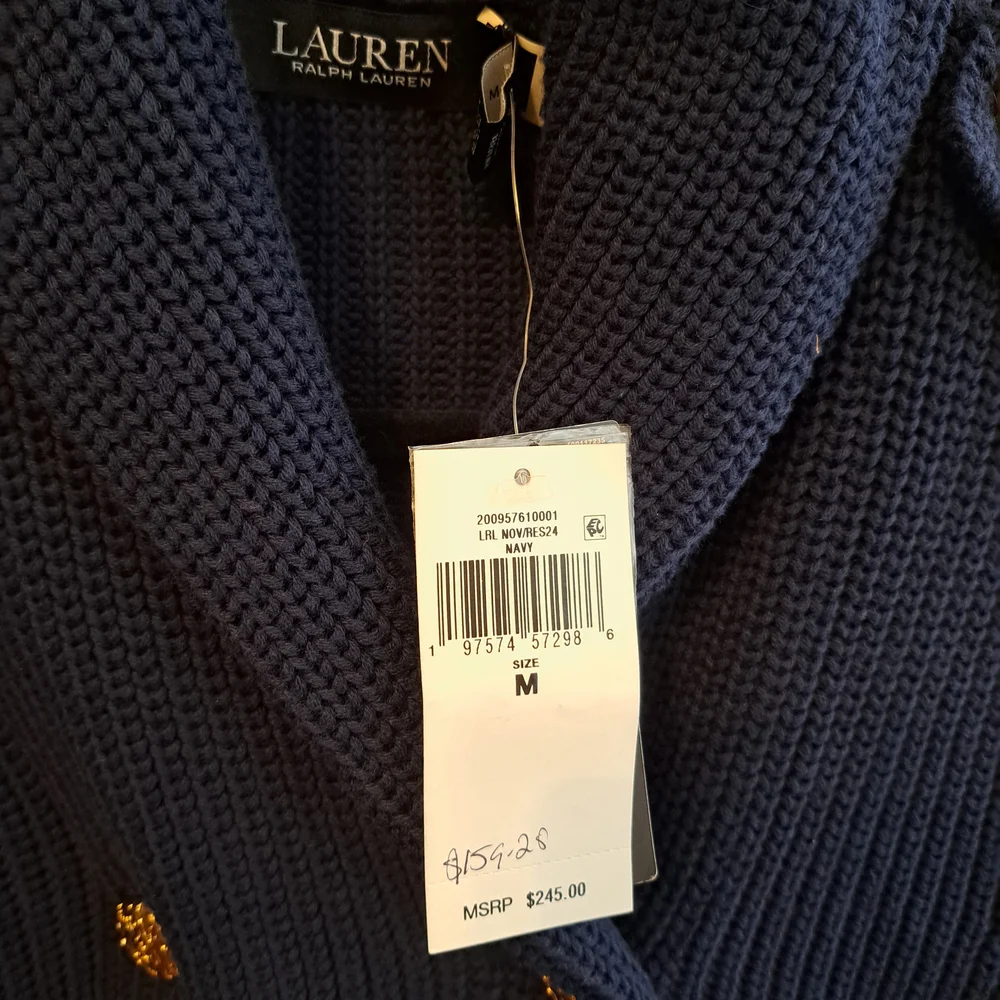 LAUREN
RALPH LAUREN
M
200957610001
LRL NOV/RES24
NAVY
1 97574 57298 6
SIZE
M
$159.28
MSRP $245.00